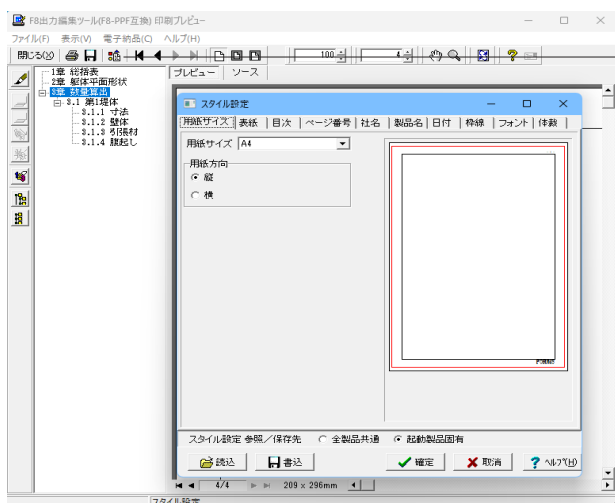 F8出力編集ツール(F8-PPF互換) 印刷プレビュー
ファイル(F) 表示(V) 電子納品(C) ヘルプ(H)
閉じる(X) 100 4
1章 総括表
2章 躯体平面形状
3章 数量算出
3.1 第1堤体
3.1.1 寸法
3.1.2 壁体
3.1.3 引張材
3.1.4 腹起し
プレビュー ソース
スタイル設定
用紙サイズ 表紙 目次 ページ番号 社名 製品名 日付 枠線 フォント 体裁
用紙サイズ A4
用紙方向
縦
横
スタイル設定 参照／保存先 全製品共通 起動製品固有
読込 書込 確定 取消 ヘルプ(H)
4/4 209 x 296mm
スタイル設定